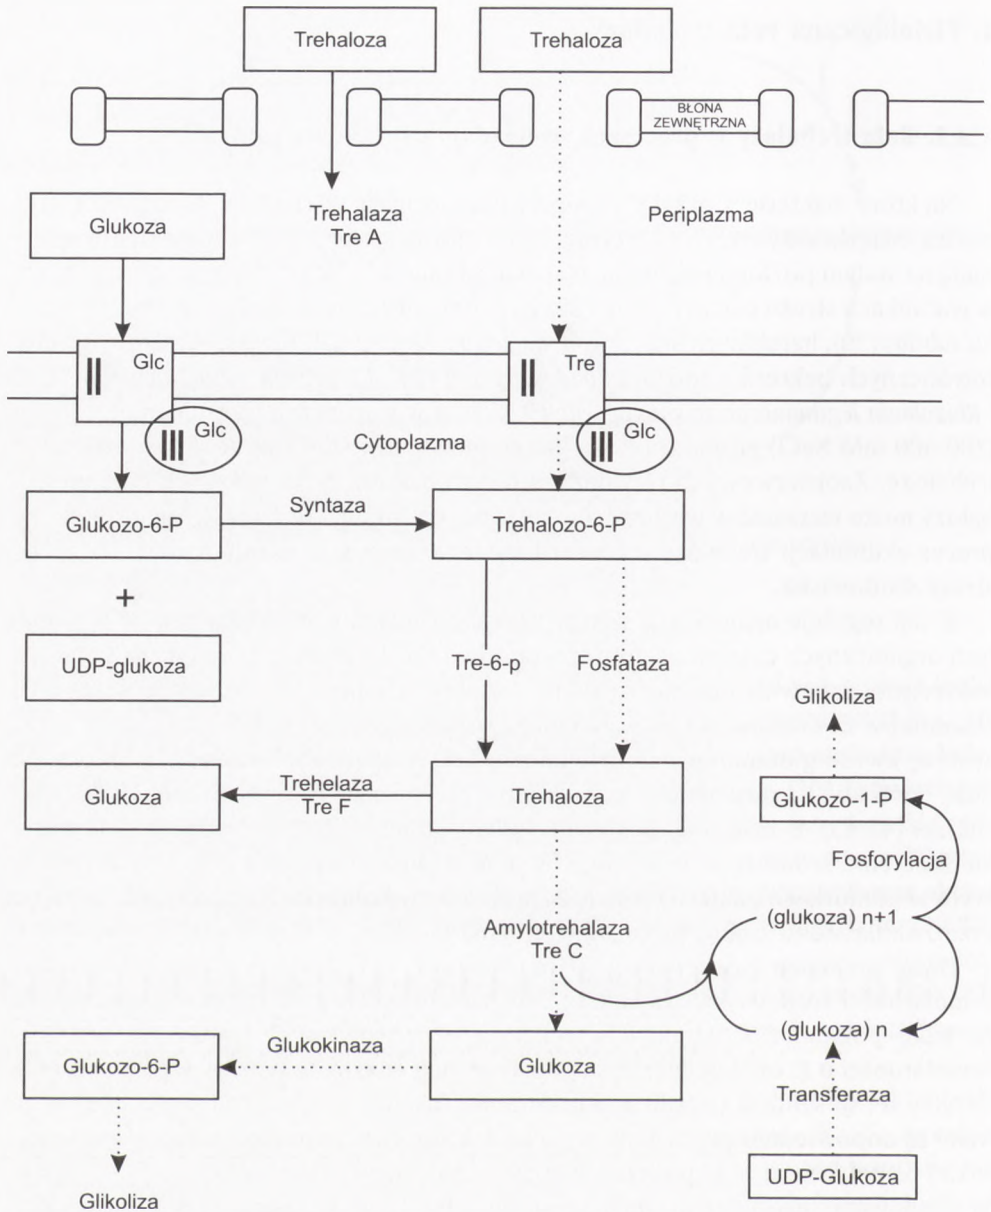 Trehaloza
Trehaloza
BŁONA
ZEWNĘTRZNA
Glukoza
Trehalaza
Tre A
Periplazma
Glc
Tre
Glc
Glc
Cytoplazma
Glukozo-6-P
Syntaza
Trehalozo-6-P
+
UDP-glukoza
Tre-6-p
Fosfataza
Glikoliza
Glukoza
Trehelaza
Tre F
Trehaloza
Glukozo-1-P
Fosforylacja
Amylotrehalaza
Tre C
(glukoza) n+1
(glukoza) n
Glukozo-6-P
Glukokinaza
Glukoza
Transferaza
Glikoliza
UDP-Glukoza